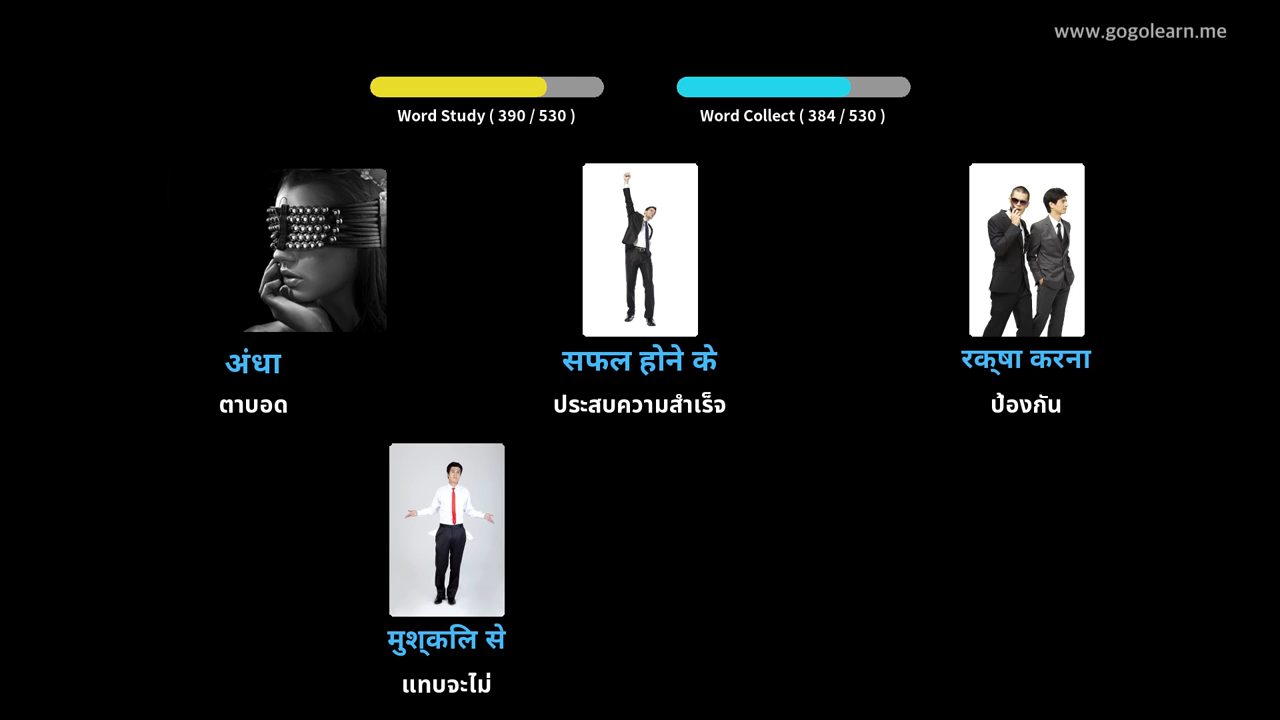 www.gogolearn.me
Word Study ( 390 / 530 )
Word Collect ( 384 / 530 )
अंधा
सफल होने के
रक्षा करना
ตาบอด
ประสบความสำเร็จ
ป้องกัน
मुश्कलि से
แทบจะไม่